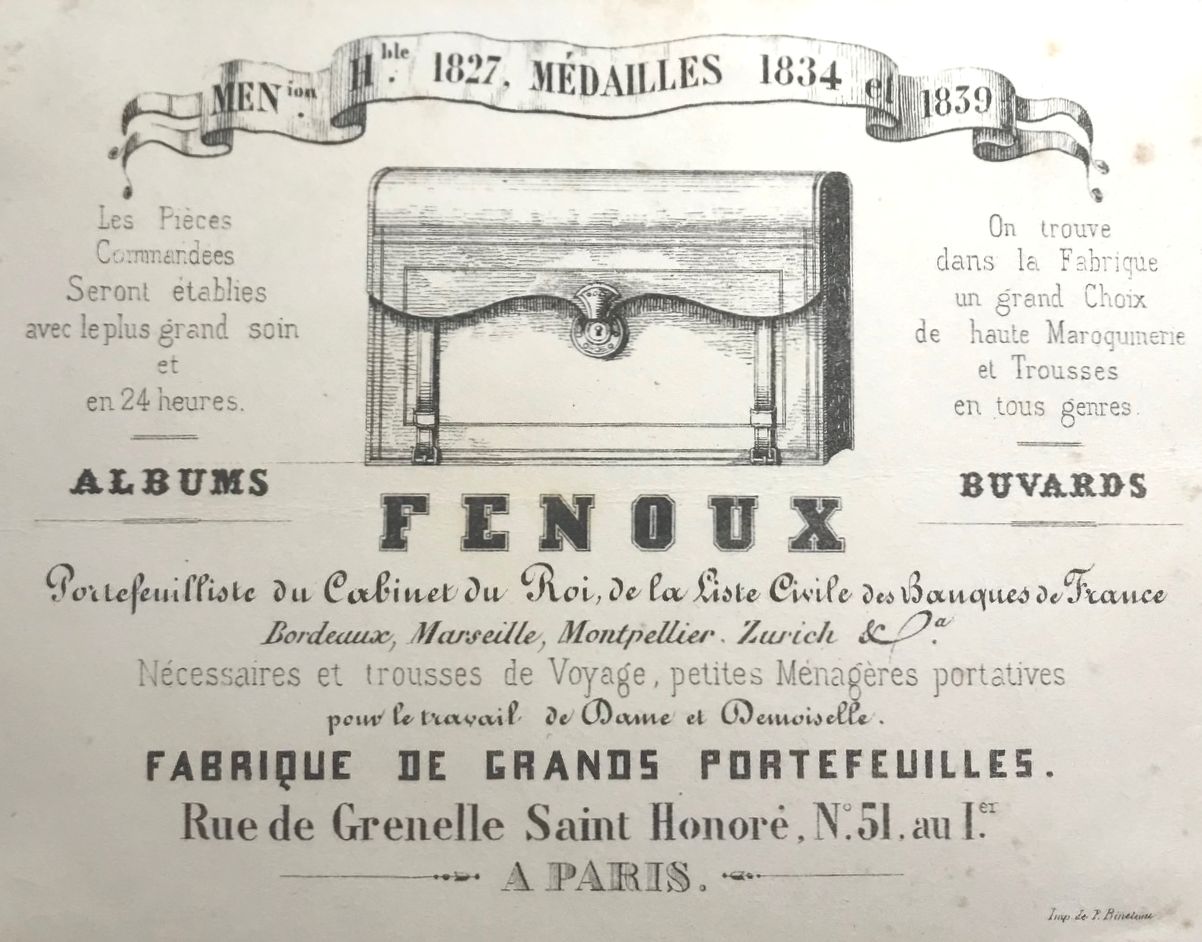 MEN.ion H.ble 1827, MÉDAILLES 1834 et 1839
Les Pièces
Commandées
Seront établies
avec le plus grand soin
et
en 24 heures.
ALBUMS
On trouve
dans la Fabrique
un grand Choix
de haute Maroquinerie
et Trousses
en tous genres.
BUVARDS
FENOUX
Portefeuilliste du Cabinet du Roi, de la Liste Civile des Banques de France
Bordeaux, Marseille, Montpellier. Zurich &.a
Nécessaires et trousses de Voyage, petites Ménagères portatives
pour le travail de Dame et Demoiselle.
FABRIQUE DE GRANDS PORTEFEUILLES.
Rue de Grenelle Saint Honoré, N.° 51. au 1.er
A PARIS.
Imp. de P. Bineteau